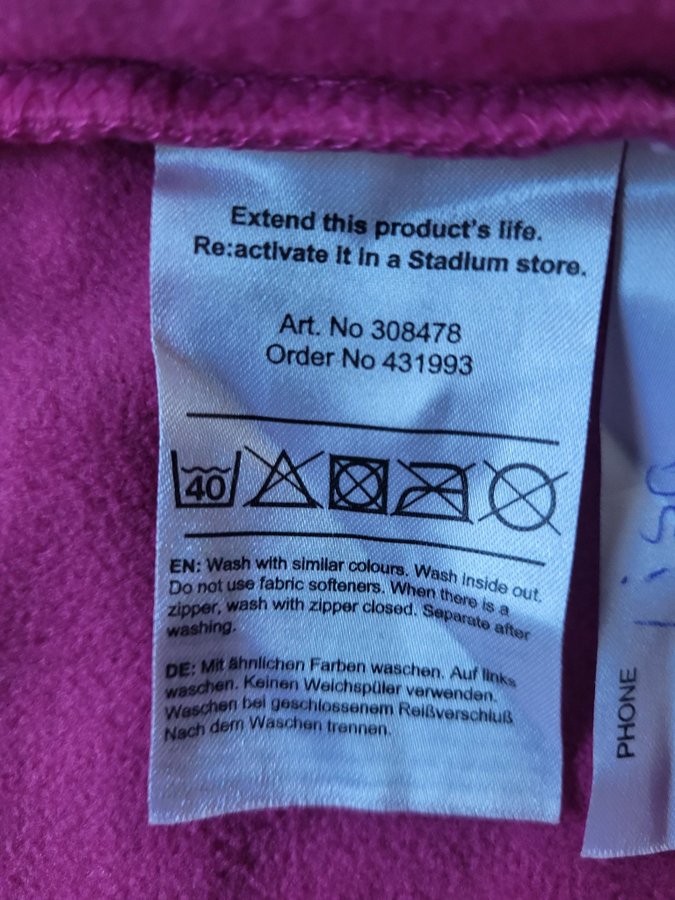 Extend this product's life.
Re:activate it in a Stadium store.
Art. No 308478
Order No 431993
40
EN: Wash with similar colours. Wash inside out.
Do not use fabric softeners. When there is a
zipper, wash with zipper closed. Separate after
washing.
DE: Mit ähnlichen Farben waschen. Auf links
waschen. Keinen Weichspüler verwenden.
Waschen bei geschlossenem Reißverschluß
Nach dem Waschen trennen.
PHONE